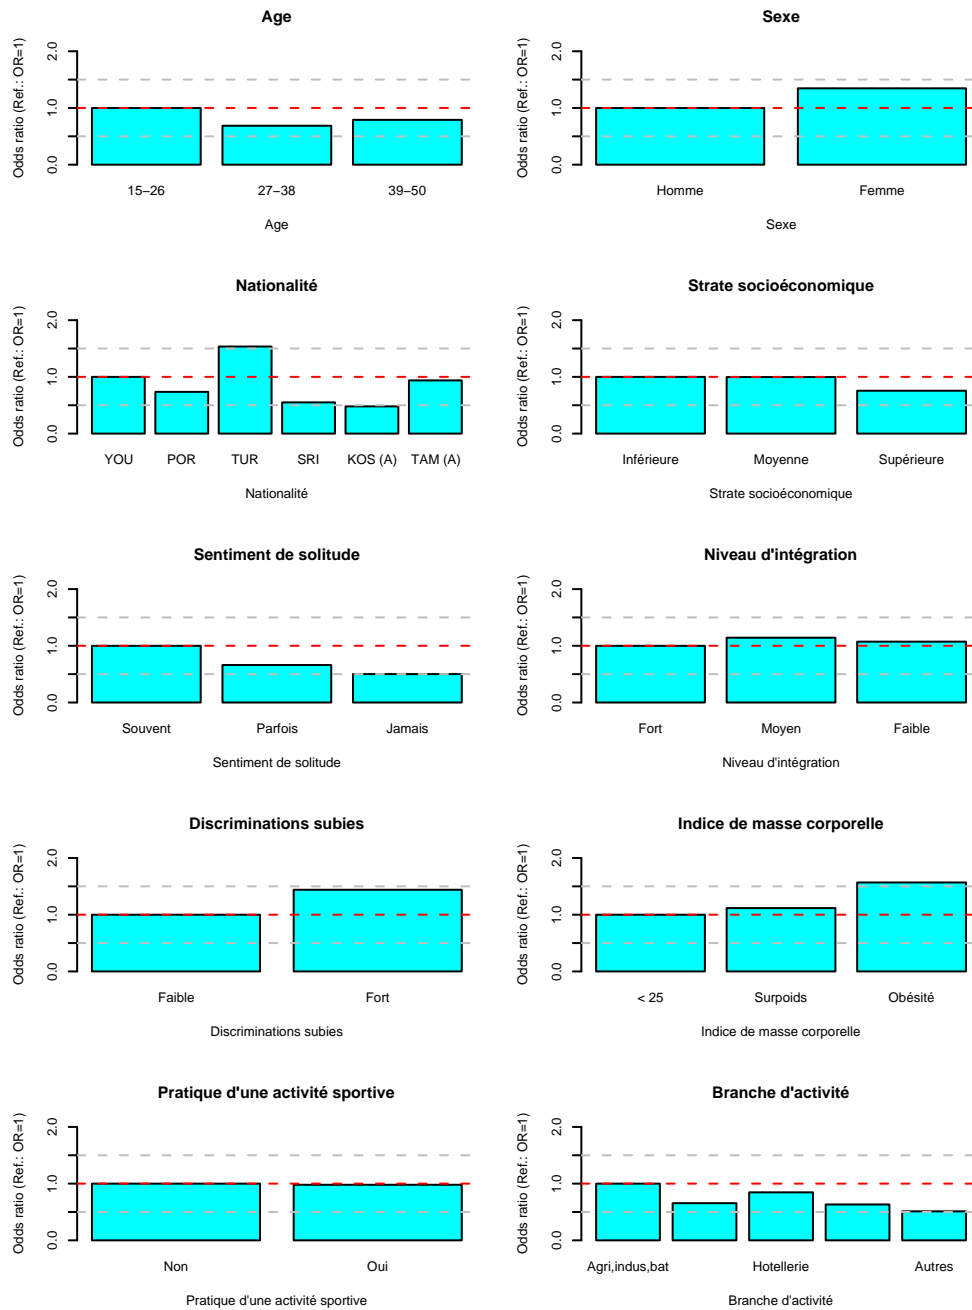 Age
Odds ratio (Ref.: OR=1)
0.0 1.0 2.0
15−26 27−38 39−50
Age
Sexe
Odds ratio (Ref.: OR=1)
0.0 1.0 2.0
Homme Femme
Sexe
Nationalité
Odds ratio (Ref.: OR=1)
0.0 1.0 2.0
YOU POR TUR SRI KOS (A) TAM (A)
Nationalité
Strate socioéconomique
Odds ratio (Ref.: OR=1)
0.0 1.0 2.0
Inférieure Moyenne Supérieure
Strate socioéconomique
Sentiment de solitude
Odds ratio (Ref.: OR=1)
0.0 1.0 2.0
Souvent Parfois Jamais
Sentiment de solitude
Niveau d'intégration
Odds ratio (Ref.: OR=1)
0.0 1.0 2.0
Fort Moyen Faible
Niveau d'intégration
Discriminations subies
Odds ratio (Ref.: OR=1)
0.0 1.0 2.0
Faible Fort
Discriminations subies
Indice de masse corporelle
Odds ratio (Ref.: OR=1)
0.0 1.0 2.0
< 25 Surpoids Obésité
Indice de masse corporelle
Pratique d'une activité sportive
Odds ratio (Ref.: OR=1)
0.0 1.0 2.0
Non Oui
Pratique d'une activité sportive
Branche d'activité
Odds ratio (Ref.: OR=1)
0.0 1.0 2.0
Agri,indus,bat Hotellerie Autres
Branche d'activité